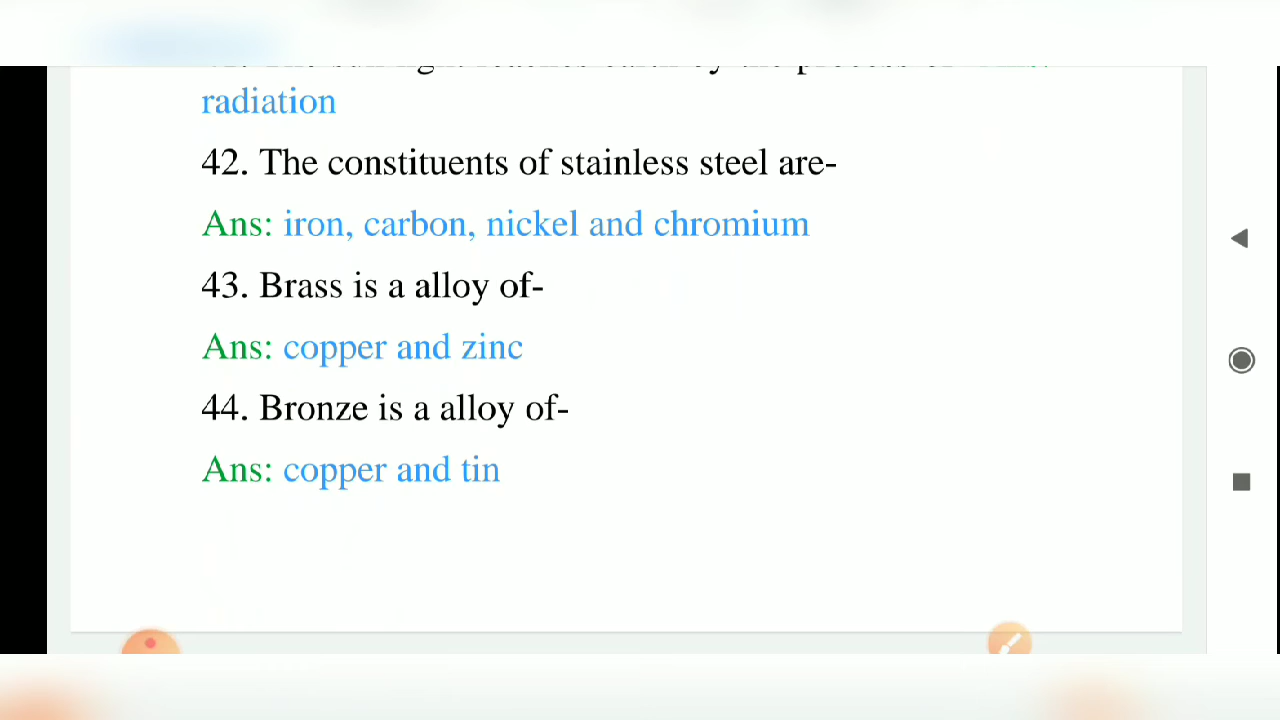 radiation
42. The constituents of stainless steel are-
Ans: iron, carbon, nickel and chromium
43. Brass is a alloy of-
Ans: copper and zinc
44. Bronze is a alloy of-
Ans: copper and tin